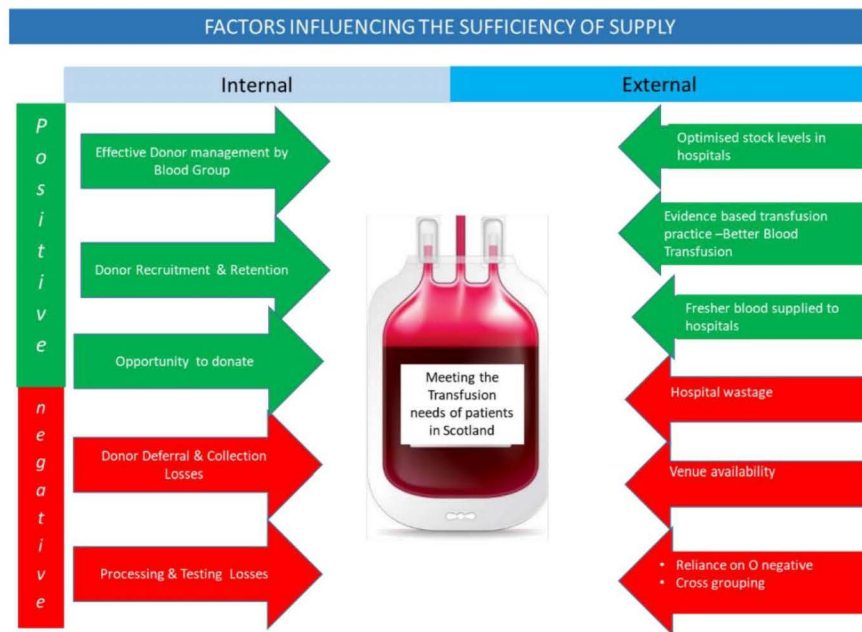 FACTORS INFLUENCING THE SUFFICIENCY OF SUPPLY
Internal
External
Positive
Effective Donor management by
Blood Group
Donor Recruitment & Retention
Opportunity to donate
negative
Donor Deferral & Collection
Losses
Processing & Testing Losses
Meeting the
Transfusion
needs of patients
in Scotland
Optimised stock levels in
hospitals
Evidence based transfusion
practice –Better Blood
Transfusion
Fresher blood supplied to
hospitals
Hospital wastage
Venue availability
• Reliance on O negative
• Cross grouping